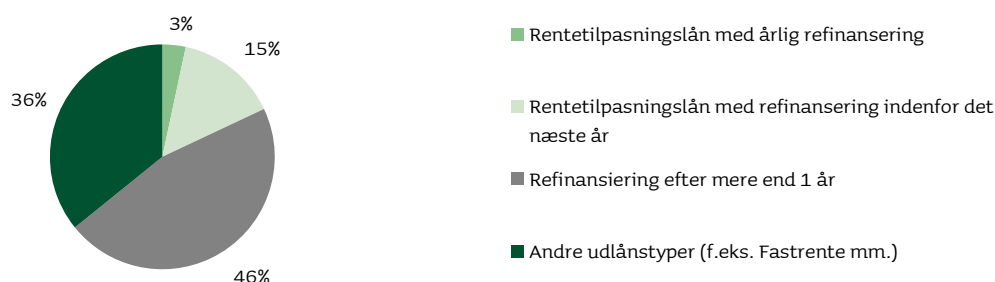 3%
15%
36%
46%
Rentetilpasningslån med årlig refinansering
Rentetilpasningslån med refinansering indenfor det
næste år
Refinansiering efter mere end 1 år
Andre udlånstyper (f.eks. Fastrente mm.)